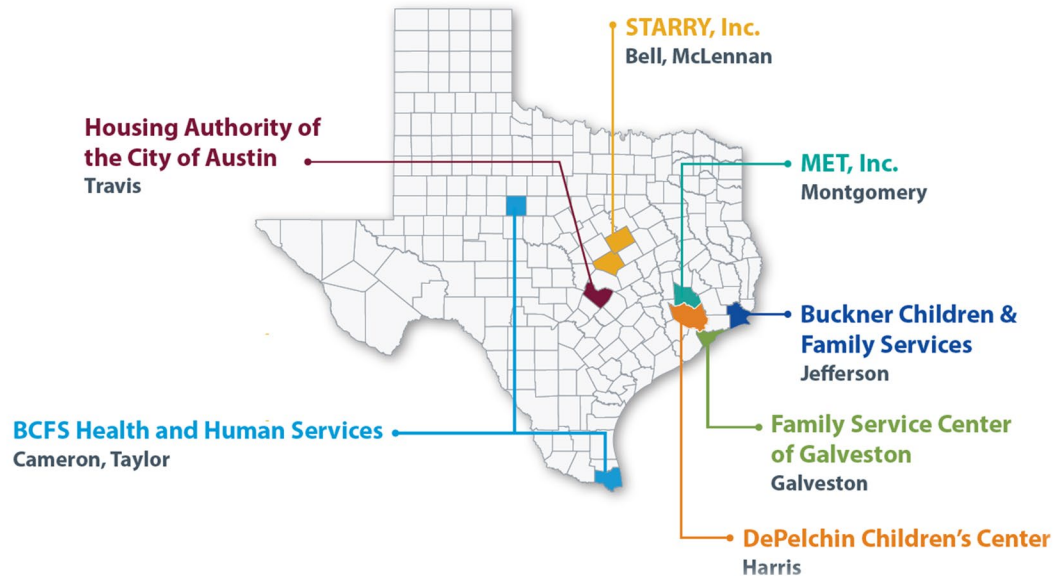 STARRY, Inc.
Bell, McLennan
Housing Authority of
the City of Austin
Travis
MET, Inc.
Montgomery
Buckner Children &
Family Services
Jefferson
BCFS Health and Human Services
Cameron, Taylor
Family Service Center
of Galveston
Galveston
DePelchin Children's Center
Harris